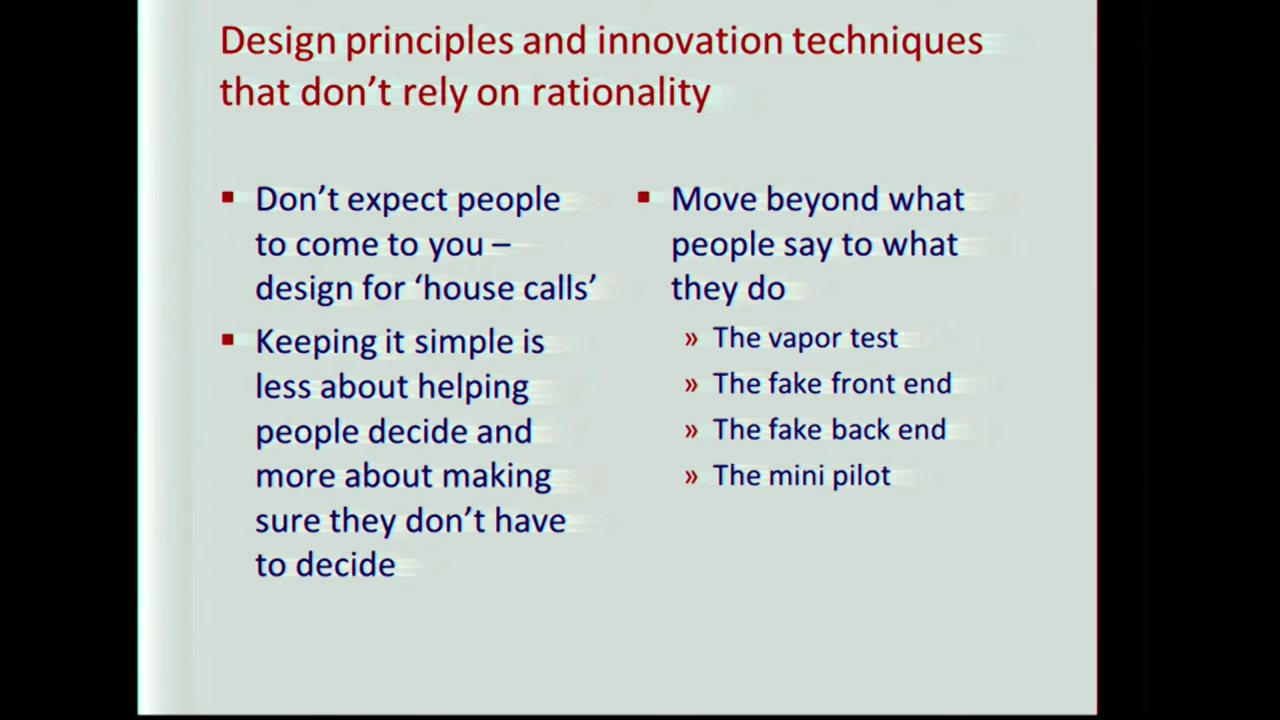 Design principles and innovation techniques
that don’t rely on rationality
▪ Don’t expect people
to come to you –
design for ‘house calls’
▪ Keeping it simple is
less about helping
people decide and
more about making
sure they don’t have
to decide
▪ Move beyond what
people say to what
they do
» The vapor test
» The fake front end
» The fake back end
» The mini pilot